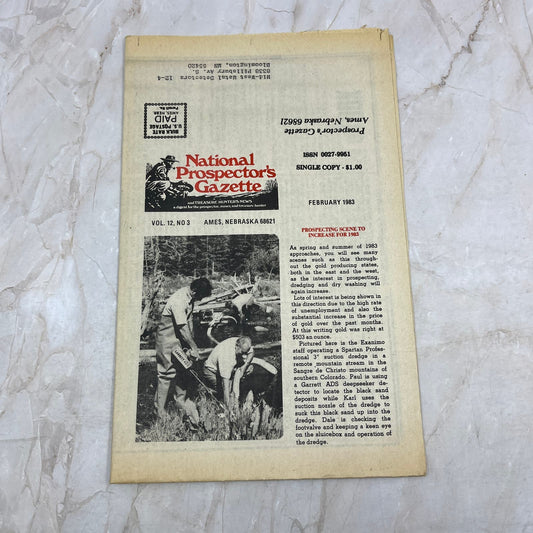 Mid-West Metal Detectors 12-4
8338 Pillsbury Av. S.
Bloomington, MN 55420
Prospector's Gazette
Ames, Nebraska 68621
BULK RATE
U.S. POSTAGE
PAID
AMES, NEBR.
ISSN 0027-9951
SINGLE COPY - $1.00
National
Prospector's
Gazette
and TREASURE HUNTER'S NEWS
a digest for the prospector, miner, and treasure hunter
VOL. 12, NO 3 AMES, NEBRASKA 68621
FEBRUARY 1983
PROSPECTING SCENE TO
INCREASE FOR 1983
As spring and summer of 1983
approaches, you will see many
scenes such as this through-
out the gold producing states,
both in the east and the west,
as the interest in prospecting,
dredging and dry washing will
again increase.
Lots of interest is being shown in
this direction due to the high rate
of unemployment and also the
substantial increase in the price
of gold over the past months.
At this writing gold was right at
$503 an ounce.
Pictured here is the Exanimo
staff operating a Spartan Profes-
sional 3" suction dredge in a
remote mountain stream in the
Sangre de Christo mountains of
southern Colorado. Paul is using
a Garrett ADS deepseeker de-
tector to locate the black sand
deposits while Karl uses the
suction nozzle of the dredge to
suck this black sand up into the
dredge. Dale is checking the
footvalve and keeping a keen eye
on the sluicebox and operation of
the dredge.